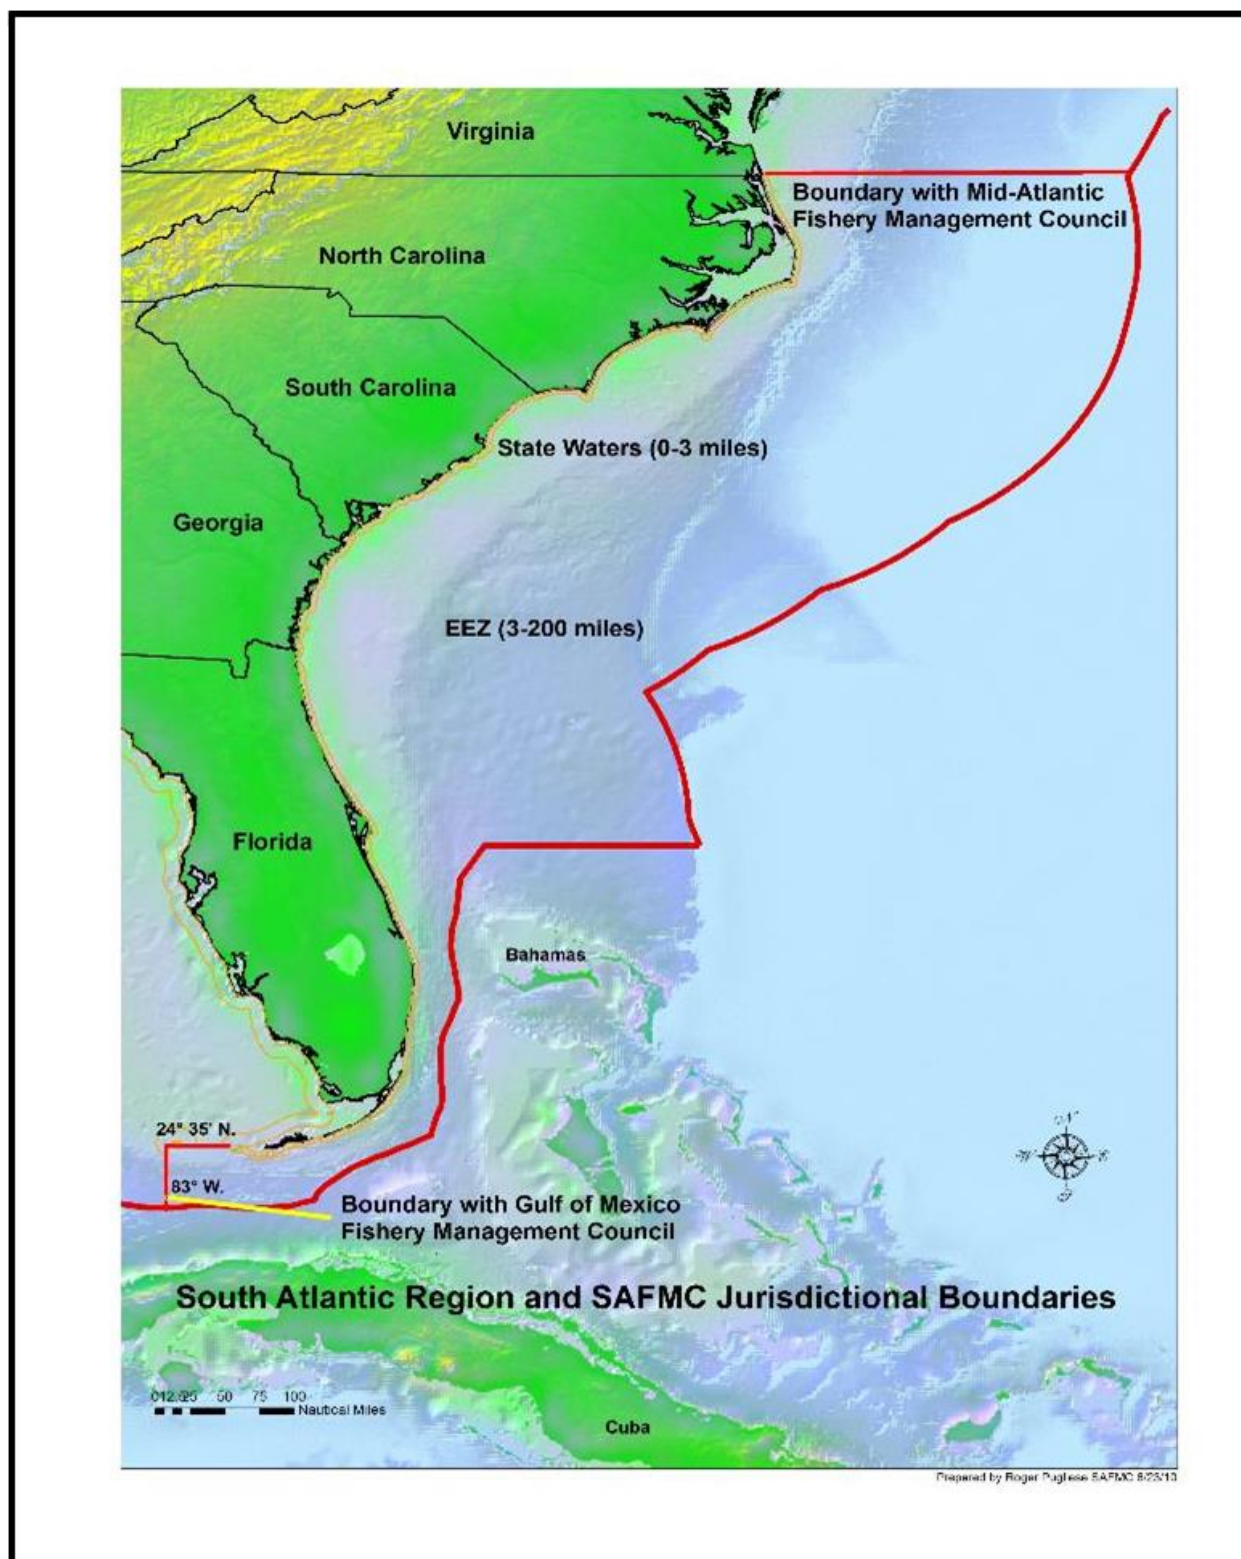 Virginia
Boundary with Mid-Atlantic
Fishery Management Council
North Carolina
South Carolina
State Waters (0-3 miles)
Georgia
EEZ (3-200 miles)
Florida
Bahamas
24° 35' N.
83° W.
Boundary with Gulf of Mexico
Fishery Management Council
South Atlantic Region and SAFMC Jurisdictional Boundaries
50 75 100
Nautical Miles
Cuba
Prepared by Roger Pugliese SAFMC